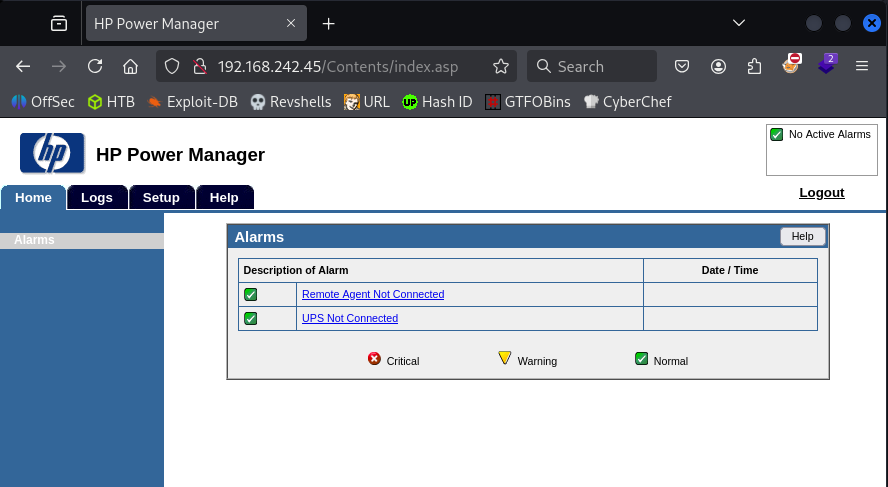 HP Power Manager
192.168.242.45/Contents/index.asp
Search
2
OffSec HTB Exploit-DB Revshells URL Hash ID GTFOBins CyberChef
hp HP Power Manager
No Active Alarms
Home Logs Setup Help
Logout
Alarms
Alarms Help
Description of Alarm Date / Time
Remote Agent Not Connected
UPS Not Connected
Critical Warning Normal